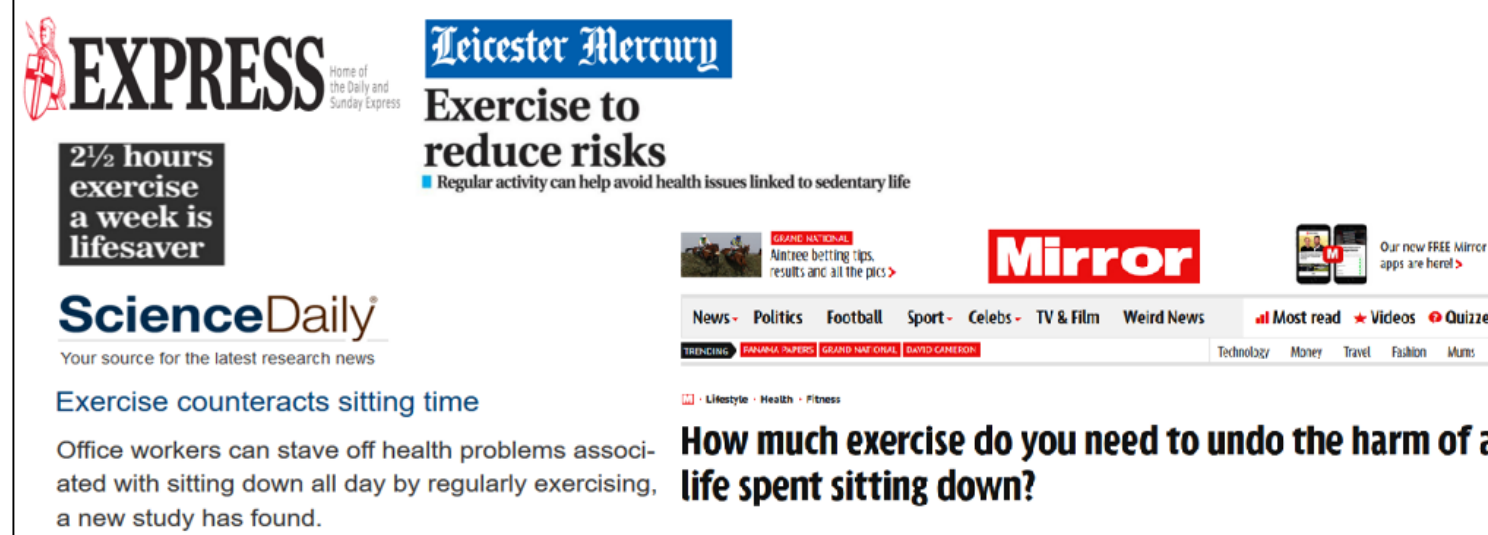 EXPRESS
Home of
the Daily and
Sunday Express
2½ hours
exercise
a week is
lifesaver
Leicester Mercury
Exercise to
reduce risks
Regular activity can help avoid health issues linked to sedentary life
ScienceDaily
Your source for the latest research news
Exercise counteracts sitting time
Office workers can stave off health problems associ-
ated with sitting down all day by regularly exercising,
a new study has found.
GRAND NATIONAL
Aintree betting tips,
results and all the pics >
Mirror
M
Our new FREE Mirror
apps are here! >
News Politics Football Sport Celebs TV & Film Weird News Most read Videos Quizze
TRENDING PANAMA PAPERS GRAND NATIONAL DAVID CAMERON Technology Money Travel Fashion Mums
M · Lifestyle · Health · Fitness
How much exercise do you need to undo the harm of a
life spent sitting down?